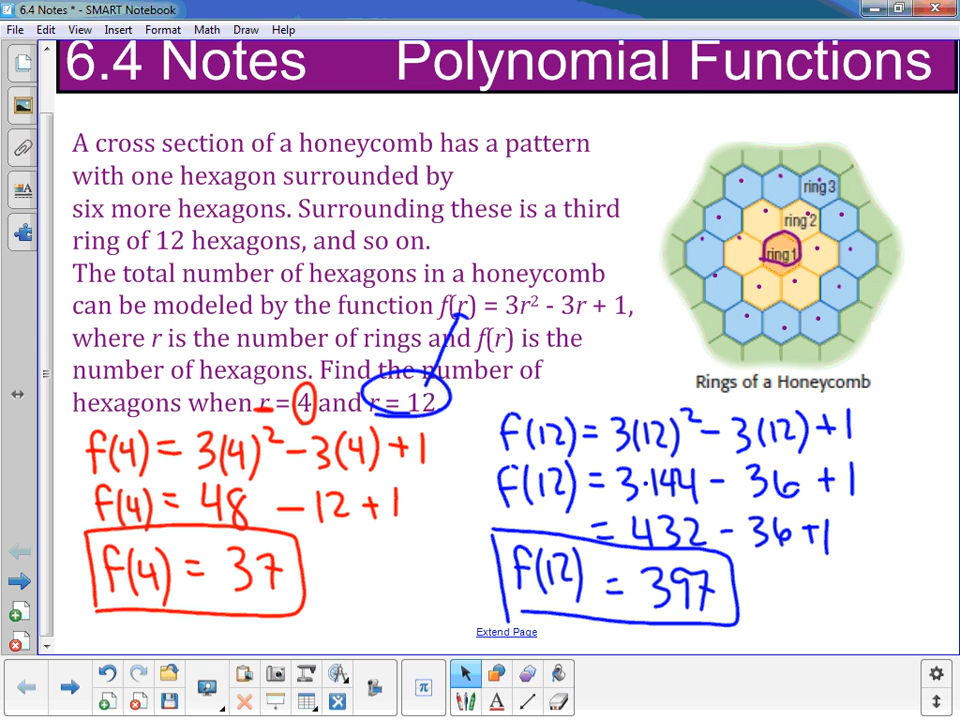 6.4 Notes * - SMART Notebook
File Edit View Insert Format Math Draw Help
6.4 Notes Polynomial Functions
A cross section of a honeycomb has a pattern
with one hexagon surrounded by
six more hexagons. Surrounding these is a third
ring of 12 hexagons, and so on.
The total number of hexagons in a honeycomb
can be modeled by the function f(r) = 3r² - 3r + 1,
where r is the number of rings and f(r) is the
number of hexagons. Find the number of
hexagons when r = 4 and r = 12.
ring 3
ring 2
ring 1
Rings of a Honeycomb
f(4) = 3(4)² - 3(4) + 1
f(4) = 48 - 12 + 1
f(4) = 37
f(12) = 3(12)² - 3(12) + 1
f(12) = 3·144 - 36 + 1
= 432 - 36 + 1
f(12) = 397
Extend Page
π
A